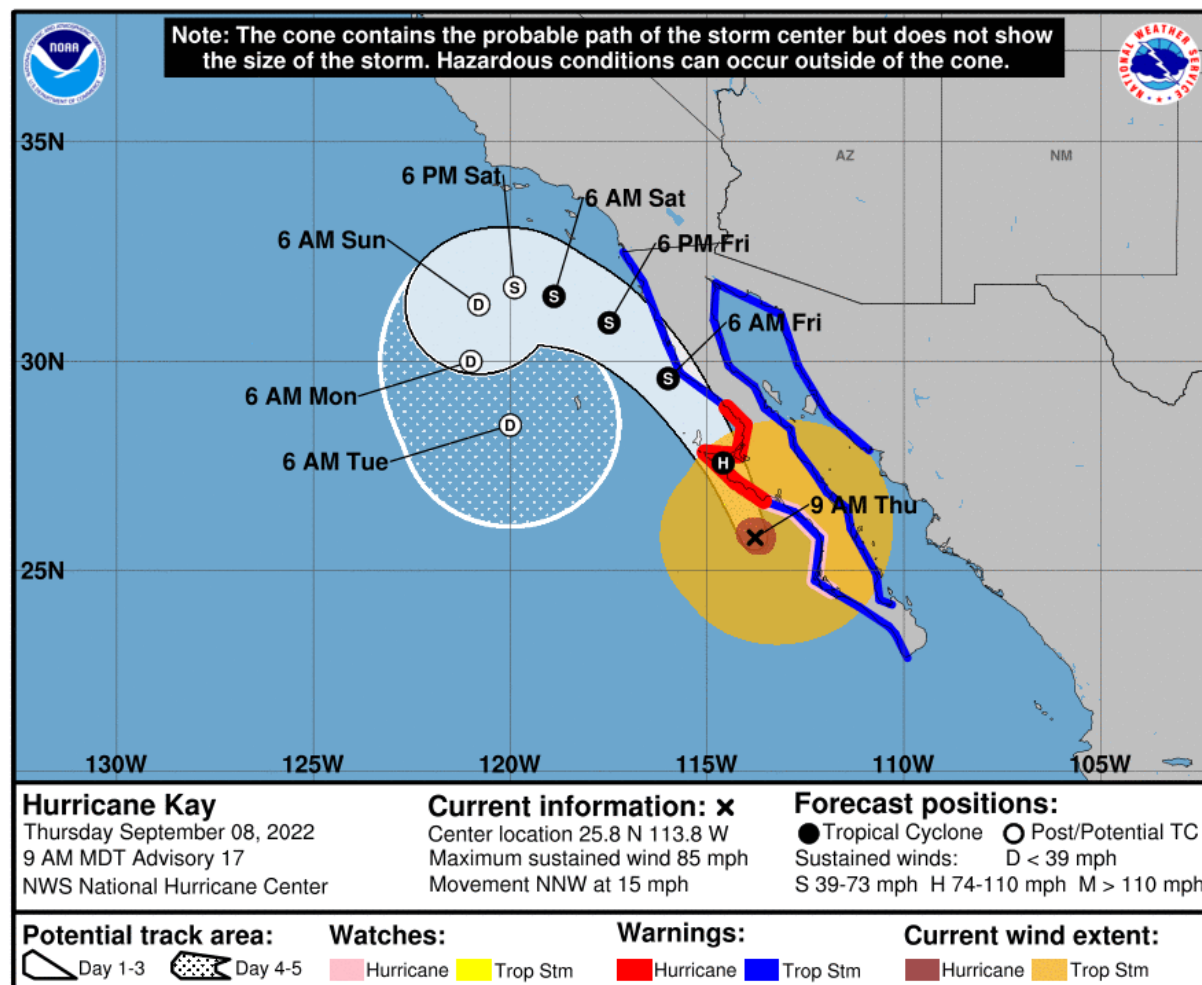 Note: The cone contains the probable path of the storm center but does not show
the size of the storm. Hazardous conditions can occur outside of the cone.
NOAA
NATIONAL WEATHER SERVICE
35N
AZ
NM
6 PM Sat
6 AM Sat
6 AM Sun
6 PM Fri
6 AM Fri
30N
6 AM Mon
6 AM Tue
9 AM Thu
25N
S
S
D
S
D
S
D
H
130W
125W
120W
115W
110W
105W
Hurricane Kay
Thursday September 08, 2022
9 AM MDT Advisory 17
NWS National Hurricane Center
Current information: ×
Center location 25.8 N 113.8 W
Maximum sustained wind 85 mph
Movement NNW at 15 mph
Forecast positions:
Tropical Cyclone Post/Potential TC
Sustained winds: D < 39 mph
S 39-73 mph H 74-110 mph M > 110 mph
Potential track area:
Day 1-3 Day 4-5
Watches:
Hurricane Trop Stm
Warnings:
Hurricane Trop Stm
Current wind extent:
Hurricane Trop Stm